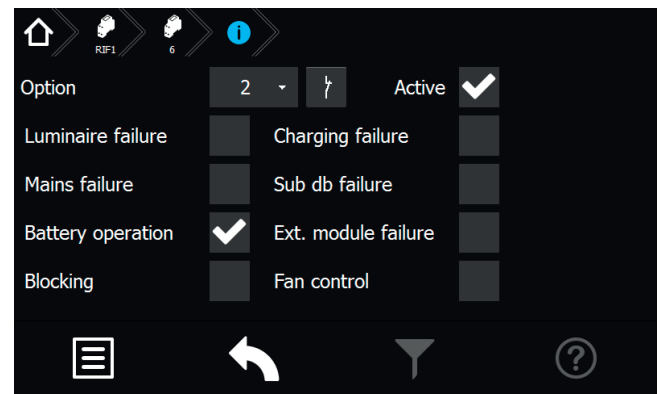 RIF1 6 i
Option 2 Active
Luminaire failure Charging failure
Mains failure Sub db failure
Battery operation Ext. module failure
Blocking Fan control
?